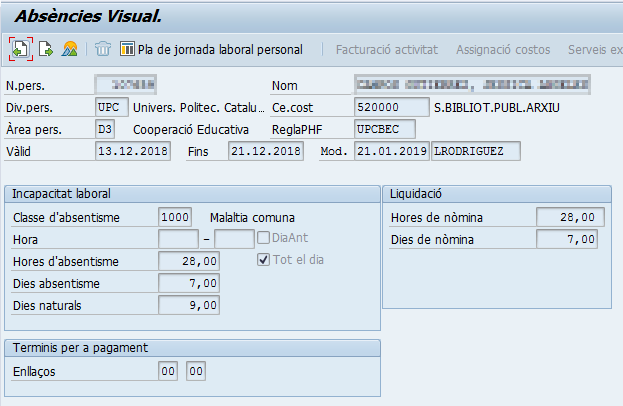 Absències Visual.
Pla de jornada laboral personal Facturació activitat Assignació costos Serveis ex
N.pers. Nom
Div.pers. UPC Univers. Politec. Catalu... Ce.cost 520000 S.BIBLIOT.PUBL.ARXIU
Àrea pers. D3 Cooperació Educativa ReglaPHF UPCBEC
Vàlid 13.12.2018 Fins 21.12.2018 Mod. 21.01.2019 LRODRIGUEZ
Incapacitat laboral Liquidació
Classe d'absentisme 1000 Malaltia comuna Hores de nòmina 28,00
Hora – DiaAnt Dies de nòmina 7,00
Hores d'absentisme 28,00 Tot el dia
Dies absentisme 7,00
Dies naturals 9,00
Terminis per a pagament
Enllaços 00 00